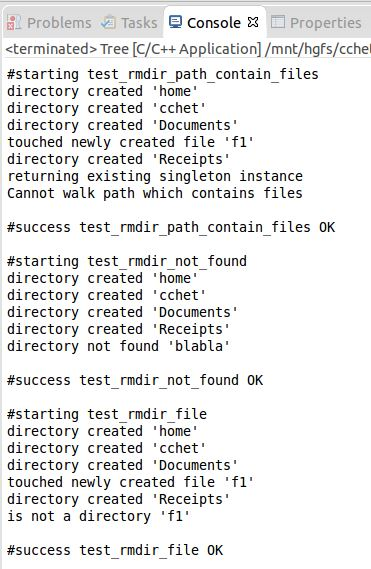 Problems Tasks Console Properties
<terminated> Tree [C/C++ Application] /mnt/hgfs/cchet
#starting test_rmdir_path_contain_files
directory created 'home'
directory created 'cchet'
directory created 'Documents'
touched newly created file 'f1'
directory created 'Receipts'
returning existing singleton instance
Cannot walk path which contains files
#success test_rmdir_path_contain_files OK
#starting test_rmdir_not_found
directory created 'home'
directory created 'cchet'
directory created 'Documents'
directory created 'Receipts'
directory not found 'blabla'
#success test_rmdir_not_found OK
#starting test_rmdir_file
directory created 'home'
directory created 'cchet'
directory created 'Documents'
touched newly created file 'f1'
directory created 'Receipts'
is not a directory 'f1'
#success test_rmdir_file OK